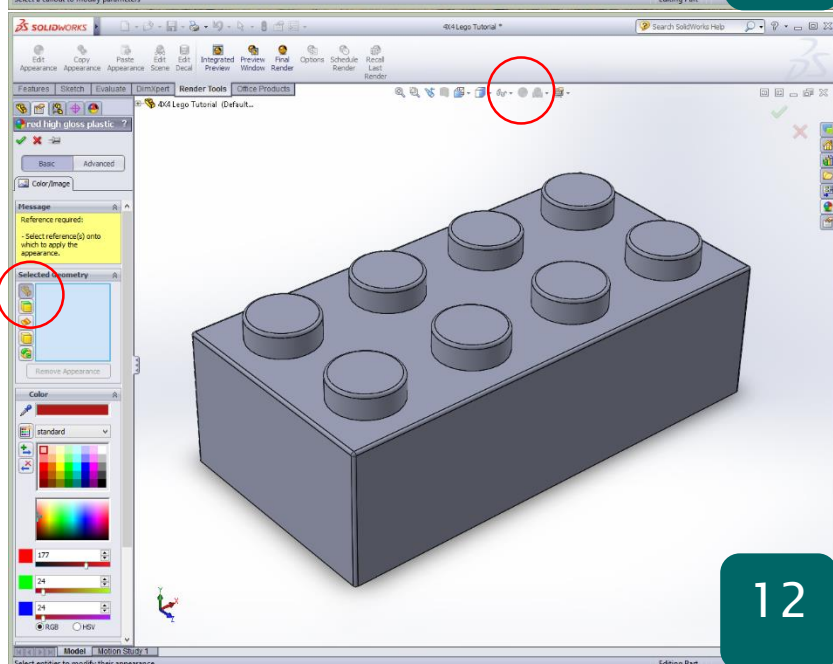 Select a callout to modify parameters
Editing Part
SOLIDWORKS
4X4 Lego Tutorial *
Search SolidWorks Help
Edit Appearance
Copy Appearance
Paste Appearance
Edit Scene
Edit Decal
Integrated Preview
Preview Window
Final Render
Options
Schedule Render
Recall Last Render
Features
Sketch
Evaluate
DimXpert
Render Tools
Office Products
4X4 Lego Tutorial (Default...
red high gloss plastic
?
Basic
Advanced
Color/Image
Message
Reference required:
- Select reference(s) onto
which to apply the
appearance.
Selected Geometry
Remove Appearance
Color
standard
177
24
24
RGB
HSV
Y
X
Z
12
Model
Motion Study 1
Select entities to modify their appearance
Editing Part